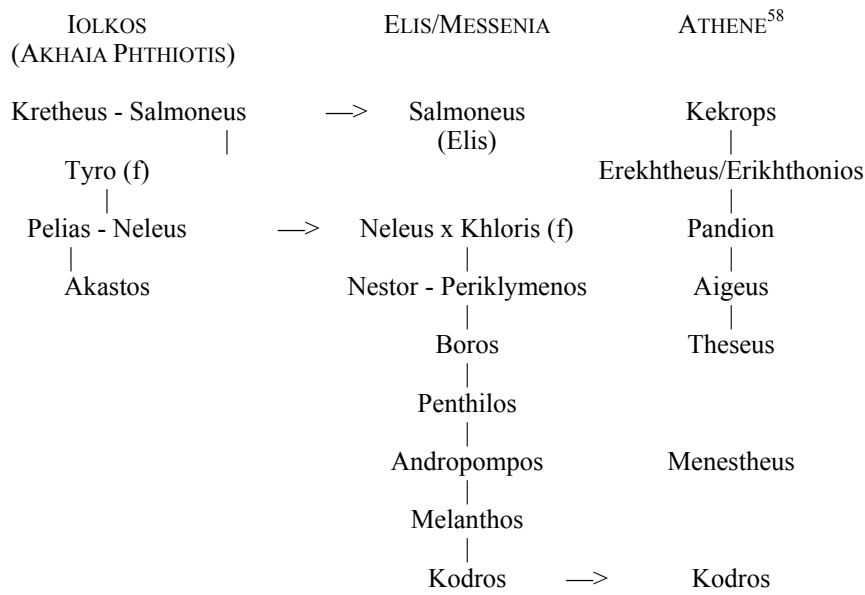 IOLKOS ELIS/MESSENIA ATHENE58
(AKHAIA PHTHIOTIS)
Kretheus - Salmoneus —> Salmoneus Kekrops
| (Elis) |
Tyro (f) Erekhtheus/Erikhthonios
| |
Pelias - Neleus —> Neleus x Khloris (f) Pandion
| | |
Akastos Nestor - Periklymenos Aigeus
| |
Boros Theseus
|
Penthilos
|
Andropompos Menestheus
|
Melanthos
|
Kodros —> Kodros